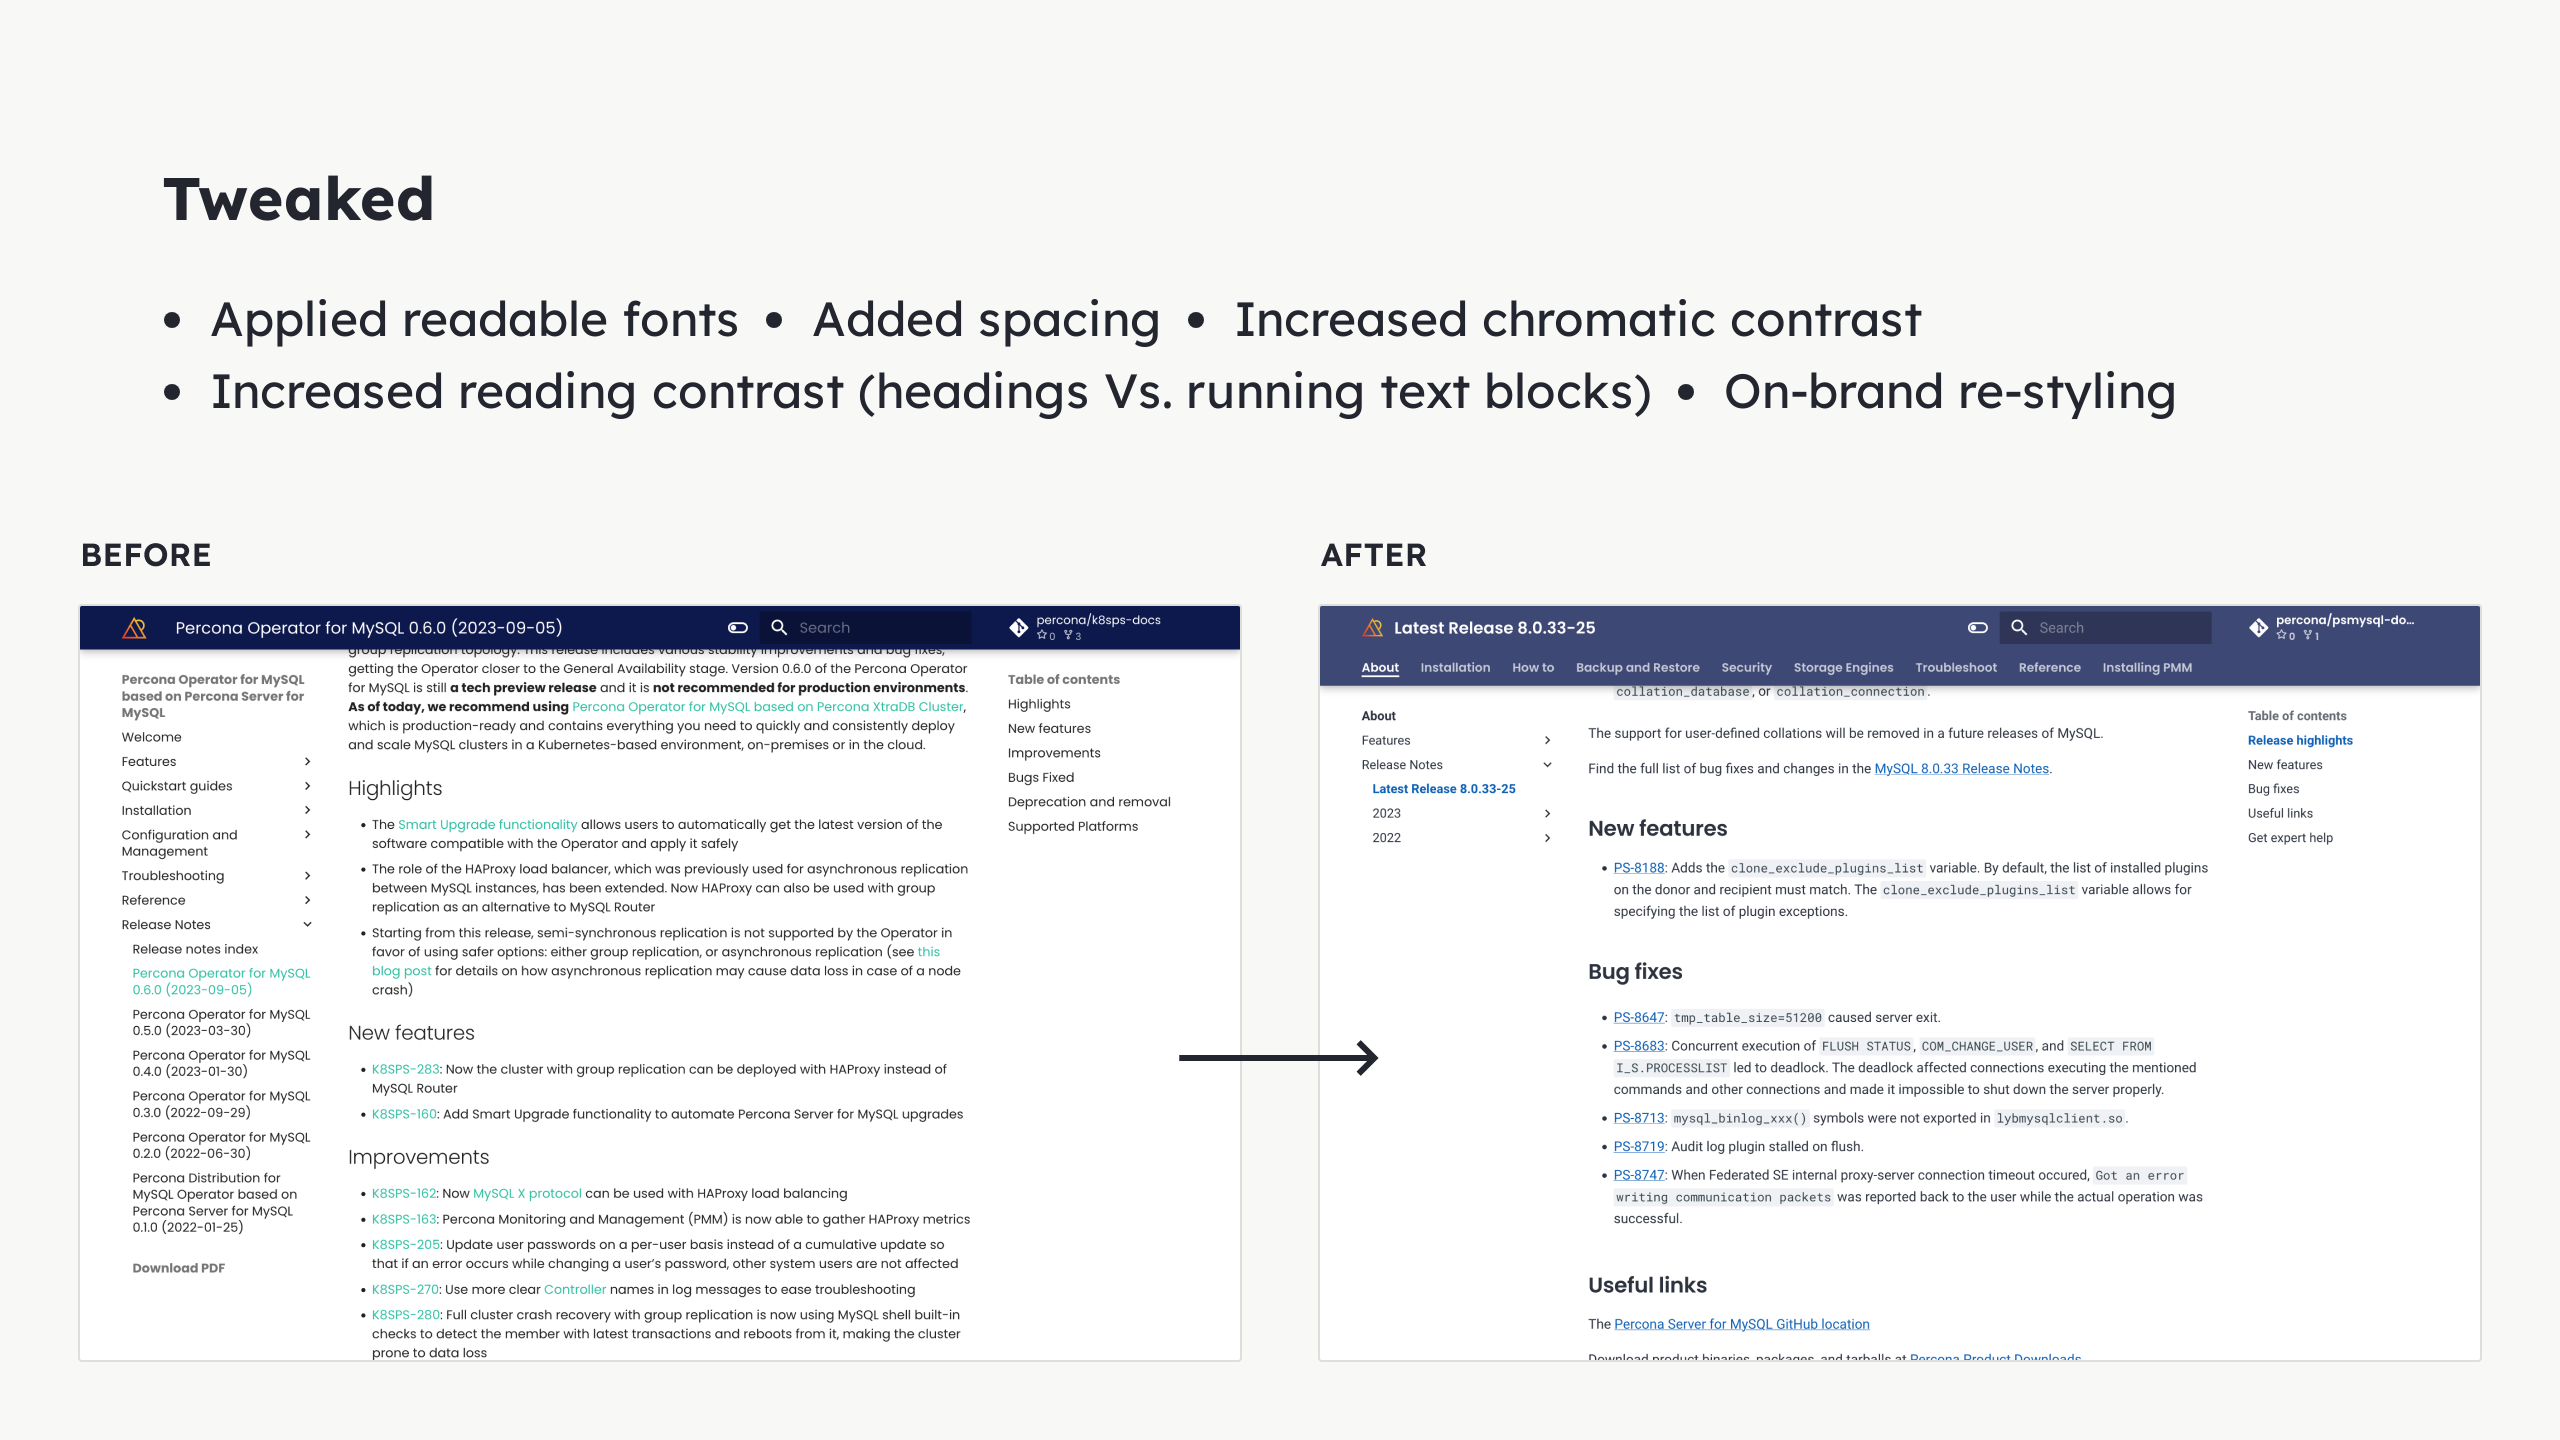 Tweaked
• Applied readable fonts • Added spacing • Increased chromatic contrast
• Increased reading contrast (headings Vs. running text blocks) • On-brand re-styling
BEFORE
Percona Operator for MySQL 0.6.0 (2023-09-05)
Search
percona/k8sps-docs
0 3
Percona Operator for MySQL
based on Percona Server for
MySQL
Welcome
Features
Quickstart guides
Installation
Configuration and
Management
Troubleshooting
Reference
Release Notes
Release notes index
Percona Operator for MySQL
0.6.0 (2023-09-05)
Percona Operator for MySQL
0.5.0 (2023-03-30)
Percona Operator for MySQL
0.4.0 (2023-01-30)
Percona Operator for MySQL
0.3.0 (2022-09-29)
Percona Operator for MySQL
0.2.0 (2022-06-30)
Percona Distribution for
MySQL Operator based on
Percona Server for MySQL
0.1.0 (2022-01-25)
Download PDF
group replication topology. This release includes various stability improvements and bug fixes,
getting the Operator closer to the General Availability stage. Version 0.6.0 of the Percona Operator
for MySQL is still a tech preview release and it is not recommended for production environments.
As of today, we recommend using Percona Operator for MySQL based on Percona XtraDB Cluster,
which is production-ready and contains everything you need to quickly and consistently deploy
and scale MySQL clusters in a Kubernetes-based environment, on-premises or in the cloud.
Highlights
• The Smart Upgrade functionality allows users to automatically get the latest version of the
software compatible with the Operator and apply it safely
• The role of the HAProxy load balancer, which was previously used for asynchronous replication
between MySQL instances, has been extended. Now HAProxy can also be used with group
replication as an alternative to MySQL Router
• Starting from this release, semi-synchronous replication is not supported by the Operator in
favor of using safer options: either group replication, or asynchronous replication (see this
blog post for details on how asynchronous replication may cause data loss in case of a node
crash)
New features
• K8SPS-283: Now the cluster with group replication can be deployed with HAProxy instead of
MySQL Router
• K8SPS-160: Add Smart Upgrade functionality to automate Percona Server for MySQL upgrades
Improvements
• K8SPS-162: Now MySQL X protocol can be used with HAProxy load balancing
• K8SPS-163: Percona Monitoring and Management (PMM) is now able to gather HAProxy metrics
• K8SPS-205: Update user passwords on a per-user basis instead of a cumulative update so
that if an error occurs while changing a user's password, other system users are not affected
• K8SPS-270: Use more clear Controller names in log messages to ease troubleshooting
• K8SPS-280: Full cluster crash recovery with group replication is now using MySQL shell built-in
checks to detect the member with latest transactions and reboots from it, making the cluster
prone to data loss
Table of contents
Highlights
New features
Improvements
Bugs Fixed
Deprecation and removal
Supported Platforms
AFTER
Latest Release 8.0.33-25
Search
percona/psmysql-do...
0 1
About Installation How to Backup and Restore Security Storage Engines Troubleshoot Reference Installing PMM
About
Features
Release Notes
Latest Release 8.0.33-25
2023
2022
collation_database, or collation_connection.
The support for user-defined collations will be removed in a future releases of MySQL.
Find the full list of bug fixes and changes in the MySQL 8.0.33 Release Notes.
New features
• PS-8188: Adds the clone_exclude_plugins_list variable. By default, the list of installed plugins
on the donor and recipient must match. The clone_exclude_plugins_list variable allows for
specifying the list of plugin exceptions.
Bug fixes
• PS-8647: tmp_table_size=51200 caused server exit.
• PS-8683: Concurrent execution of FLUSH STATUS, COM_CHANGE_USER, and SELECT FROM
I_S.PROCESSLIST led to deadlock. The deadlock affected connections executing the mentioned
commands and other connections and made it impossible to shut down the server properly.
• PS-8713: mysql_binlog_xxx() symbols were not exported in lybmysqlclient.so.
• PS-8719: Audit log plugin stalled on flush.
• PS-8747: When Federated SE internal proxy-server connection timeout occured, Got an error
writing communication packets was reported back to the user while the actual operation was
successful.
Useful links
The Percona Server for MySQL GitHub location
Download product binaries, packages, and tarballs at Percona Product Downloads
Table of contents
Release highlights
New features
Bug fixes
Useful links
Get expert help